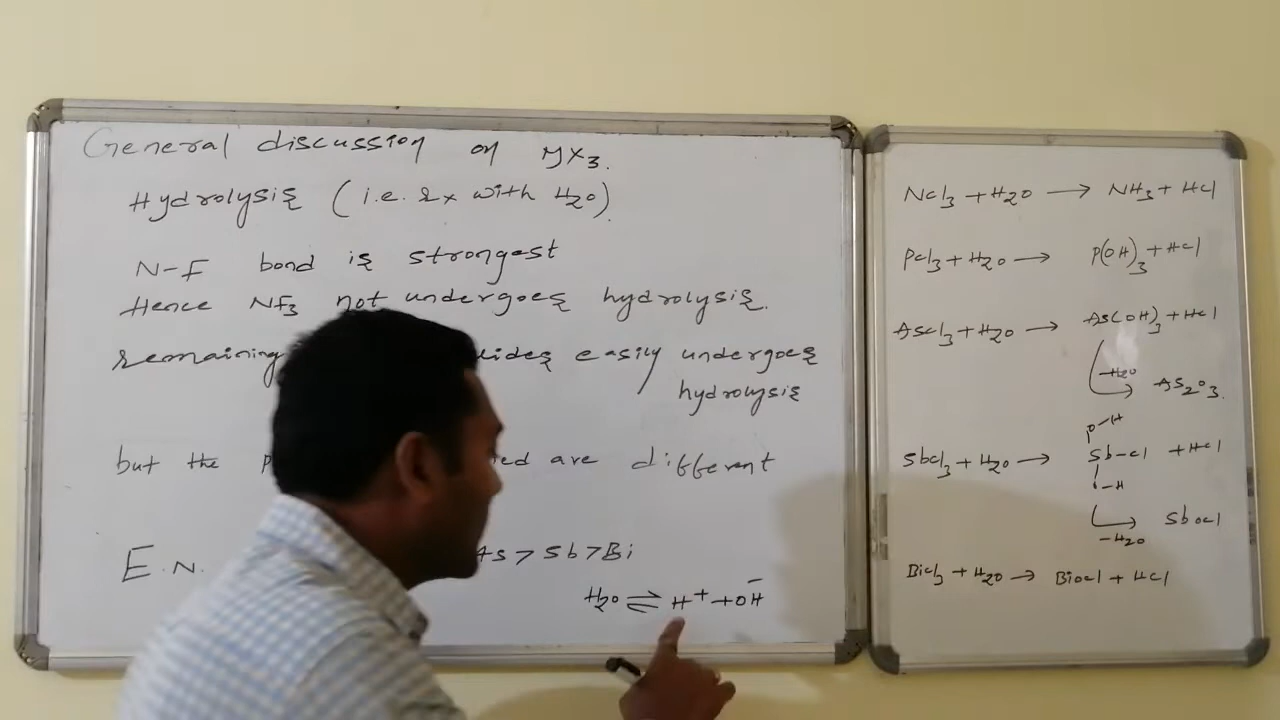 General discussion on MX₃.
Hydrolysis (i.e. rx with H₂O).
N-F bond is strongest
Hence NF₃ not undergoes hydrolysis.
remaining easily undergoes
hydrolysis
but the are different
E.N. As > Sb > Bi
H₂O ⇌ H⁺ + OH⁻
NCl₃ + H₂O → NH₃ + HCl
PCl₃ + H₂O → P(OH)₃ + HCl
AsCl₃ + H₂O → As(OH)₃ + HCl
-H₂O → As₂O₃.
O-H
SbCl₃ + H₂O → Sb-Cl + HCl
O-H
→ SbOCl
-H₂O
BiCl₃ + H₂O → BiOCl + HCl